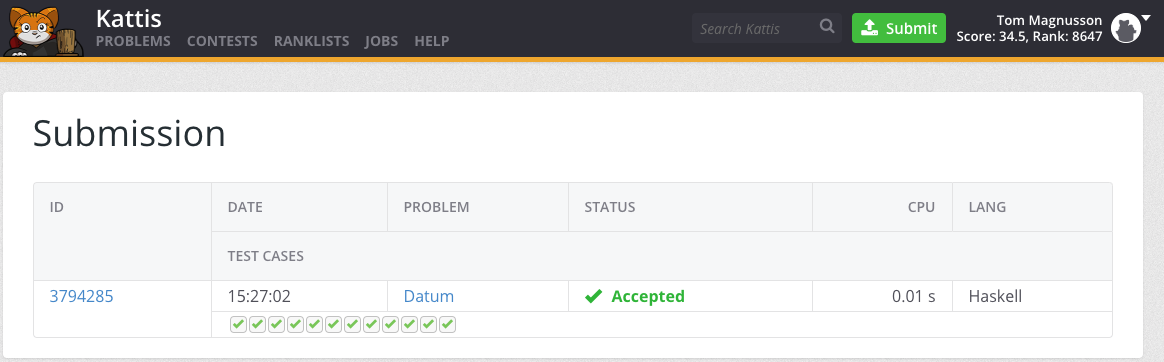 Kattis
PROBLEMS CONTESTS RANKLISTS JOBS HELP
Search Kattis
Submit
Tom Magnusson
Score: 34.5, Rank: 8647
Submission
ID DATE PROBLEM STATUS CPU LANG
TEST CASES
3794285 15:27:02 Datum Accepted 0.01 s Haskell